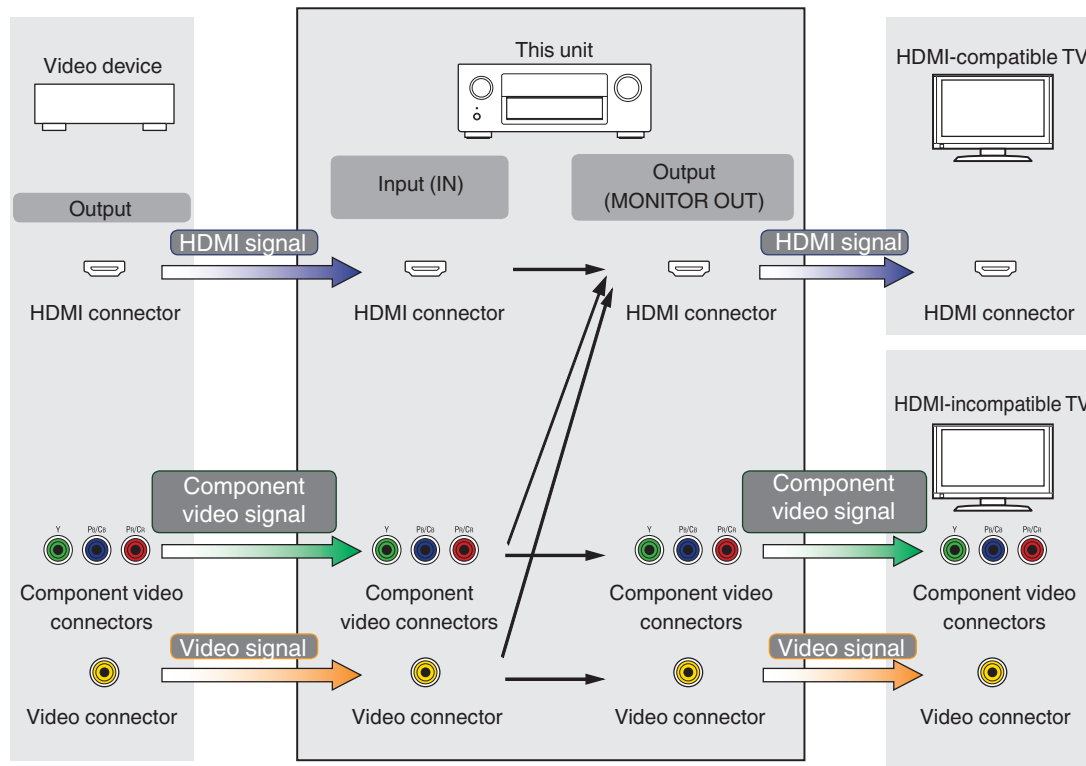 Video device
This unit
HDMI-compatible TV
Input (IN)
Output
(MONITOR OUT)
Output
HDMI signal
HDMI signal
HDMI connector
HDMI connector
HDMI connector
HDMI connector
HDMI-incompatible TV
Component
video signal
Component
video signal
Y PB/CB PR/CR
Y PB/CB PR/CR
Y PB/CB PR/CR
Y PB/CB PR/CR
Component video
connectors
Component
video connectors
Component video
connectors
Component video
connectors
Video signal
Video signal
Video connector
Video connector
Video connector
Video connector